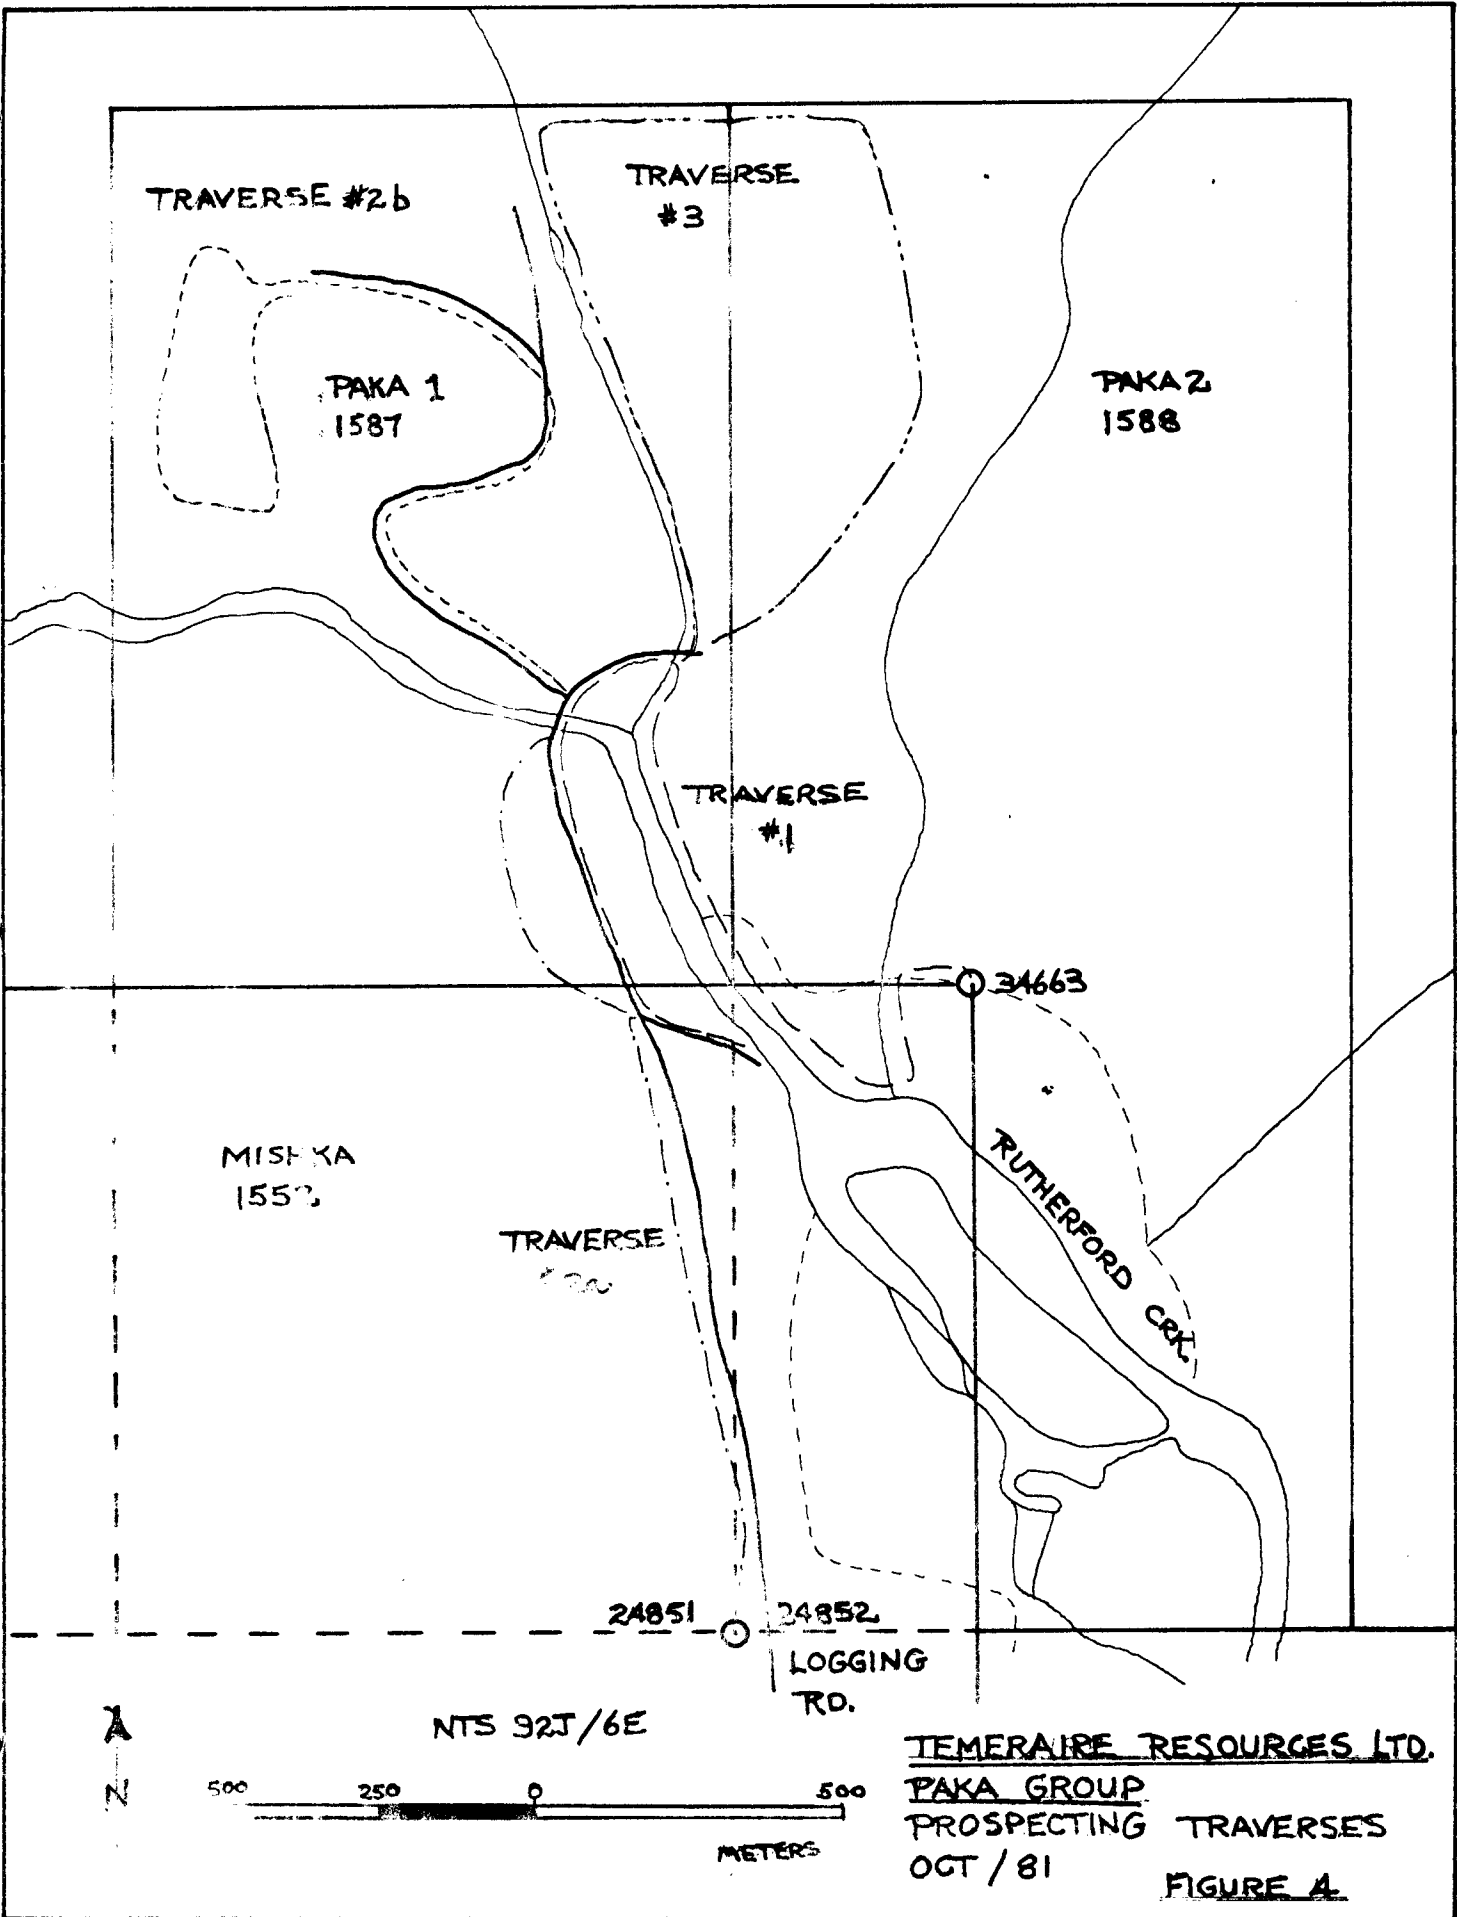 TRAVERSE #2b
TRAVERSE
#3
PAKA 1
1587
PAKA 2
1588
TRAVERSE
#1
34663
RUTHERFORD CRK.
MISHKA
TRAVERSE
24851
24852
LOGGING
RD.
NTS 92J/6E
N
500 250 0 500
METERS
TEMERAIRE RESOURCES LTD.
PAKA GROUP
PROSPECTING TRAVERSES
OCT / 81
FIGURE 4